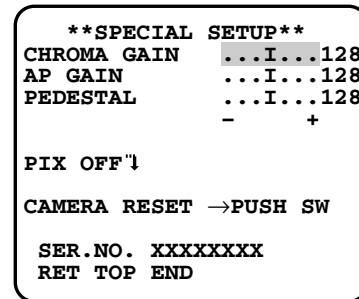 **SPECIAL SETUP**
CHROMA GAIN ...I...128
AP GAIN ...I...128
PEDESTAL ...I...128
– +
PIX OFF
CAMERA RESET →PUSH SW
SER.NO. XXXXXXXX
RET TOP END